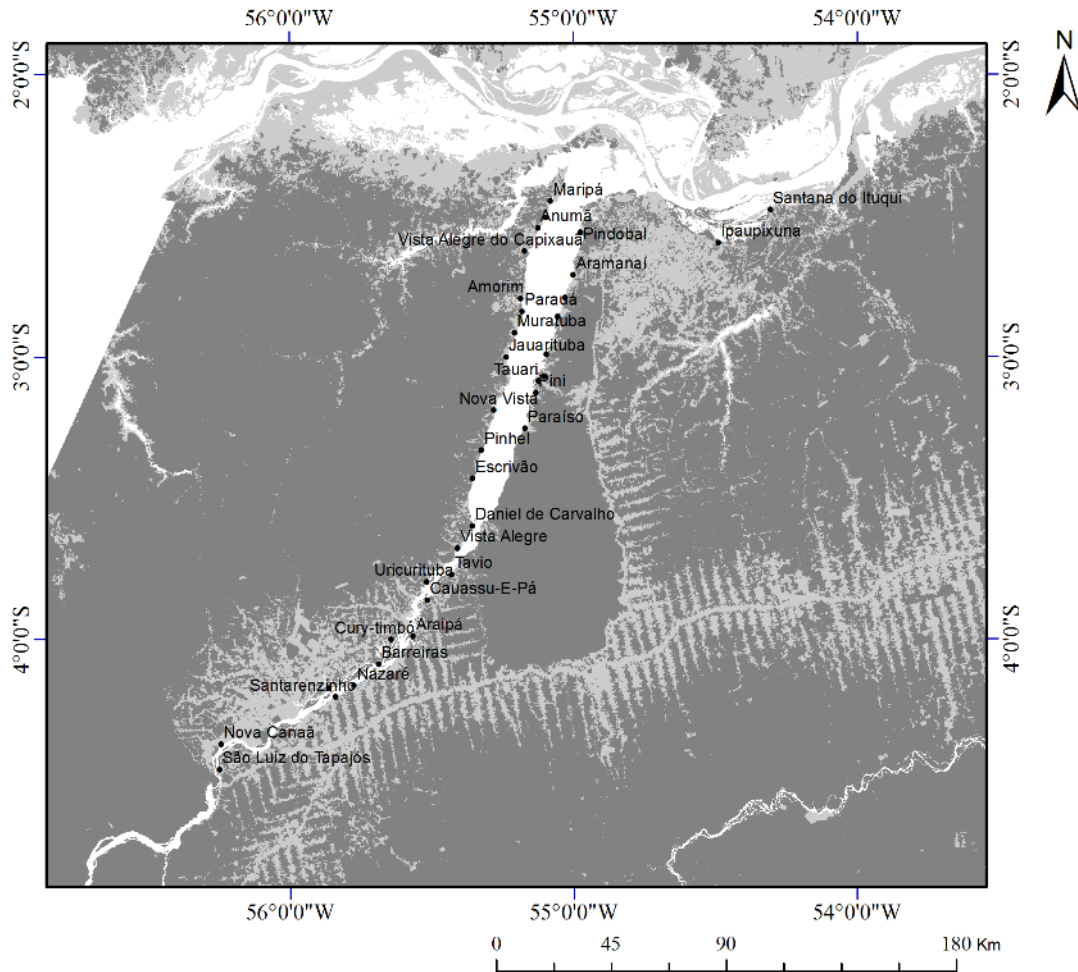 56°0'0"W 55°0'0"W 54°0'0"W
N
2°0'0"S 2°0'0"S
Maripá
Santana do Ituqui
Anumã
Pindobal
Ipaupixuna
Vista Alegre do Capixauã
Aramanaí
Amorim
Parauá
Muratuba
Jauarituba
3°0'0"S 3°0'0"S
Tauari
Pini
Nova Vista
Paraíso
Pinhel
Escrivão
Daniel de Carvalho
Vista Alegre
Tavio
Uricurituba
Cauassu-E-Pá
Cury-timbó
Araipá
4°0'0"S 4°0'0"S
Barreiras
Nazaré
Santarenzinho
Nova Canaã
São Luiz do Tapajós
56°0'0"W 55°0'0"W 54°0'0"W
0 45 90 180 Km